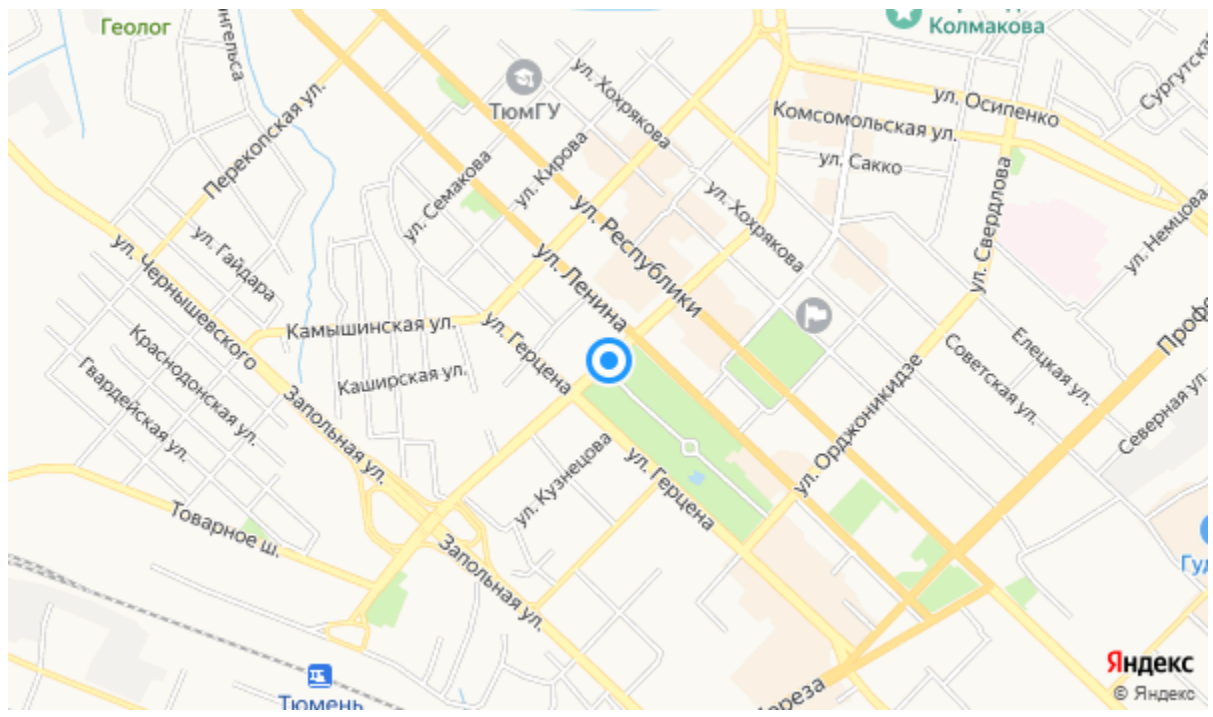 Геолог
Колмакова
ТюмГУ
ул. Хохрякова
ул. Осипенко
Сургутская
Комсомольская ул.
ул. Сакко
Перекопская ул.
ул. Семакова
ул. Кирова
ул. Республики
ул. Хохрякова
ул. Свердлова
ул. Немцова
ул. Гайдара
ул. Чернышевского
ул. Ленина
Камышинская ул.
ул. Герцена
Краснодонская ул.
Каширская ул.
Гвардейская ул.
Елецкая ул.
Советская ул.
Северная ул.
Запольная ул.
ул. Орджоникидзе
ул. Кузнецова
ул. Герцена
Товарное ш.
Запольная ул.
Тюмень
Яндекс
© Яндекс